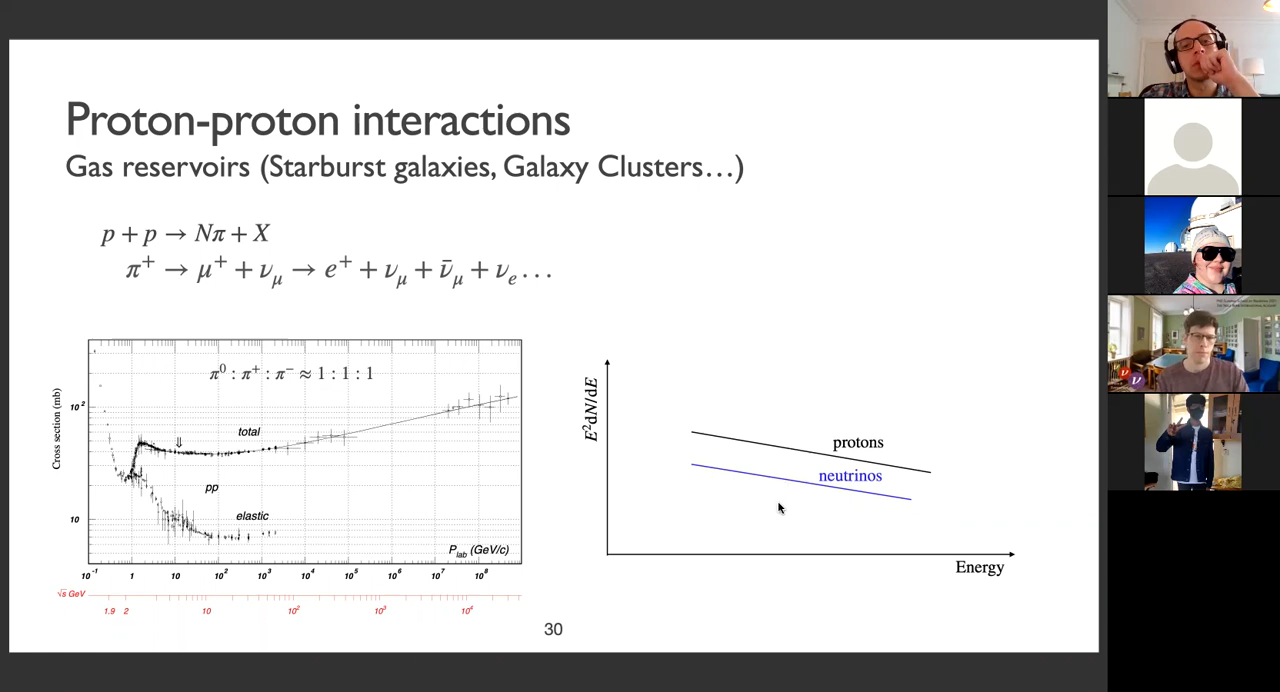 Proton-proton interactions
Gas reservoirs (Starburst galaxies, Galaxy Clusters…)
p + p → Nπ + X
π⁺ → μ⁺ + ν_μ → e⁺ + ν_μ + ν̄_μ + ν_e …
π⁰ : π⁺ : π⁻ ≈ 1 : 1 : 1
Cross section (mb)
10²
10
total
⇓
pp
elastic
P_lab (GeV/c)
10⁻¹ 1 10 10² 10³ 10⁴ 10⁵ 10⁶ 10⁷ 10⁸
√s GeV
1.9 2 10 10² 10³ 10⁴
E²dN/dE
protons
neutrinos
Energy
30
ν ν